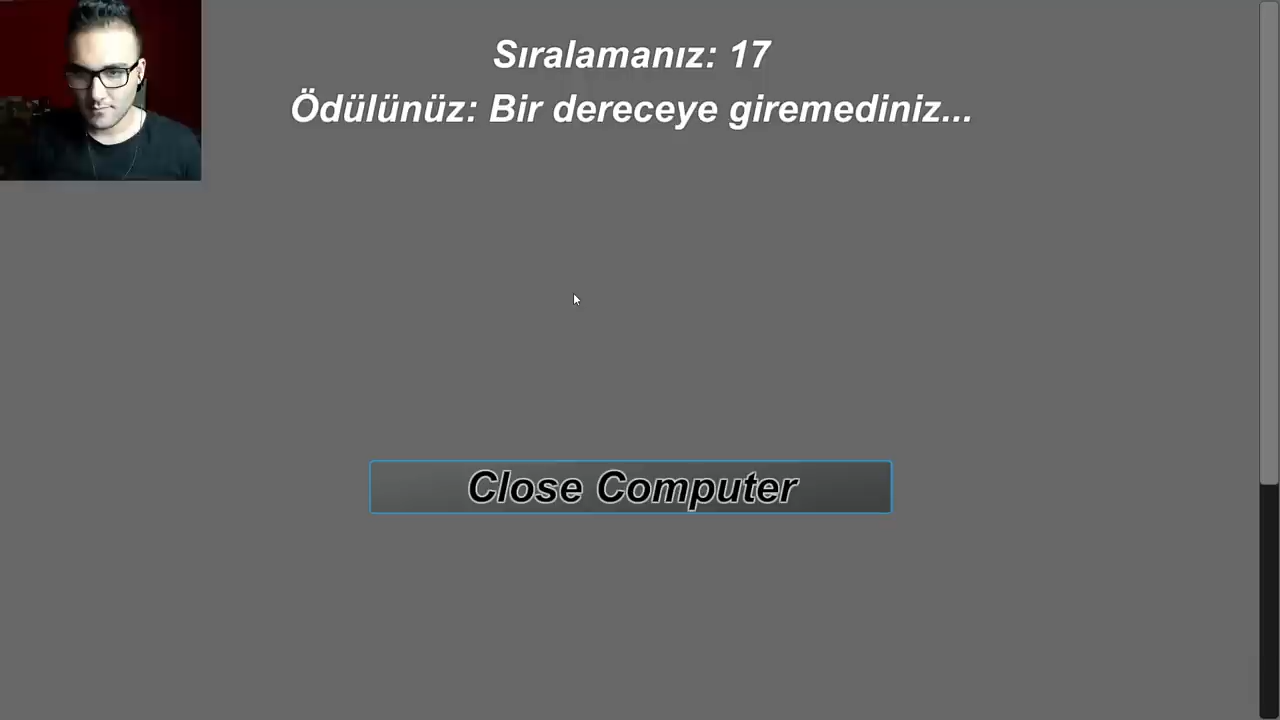 Sıralamanız: 17
Ödülünüz: Bir dereceye giremediniz...
Close Computer